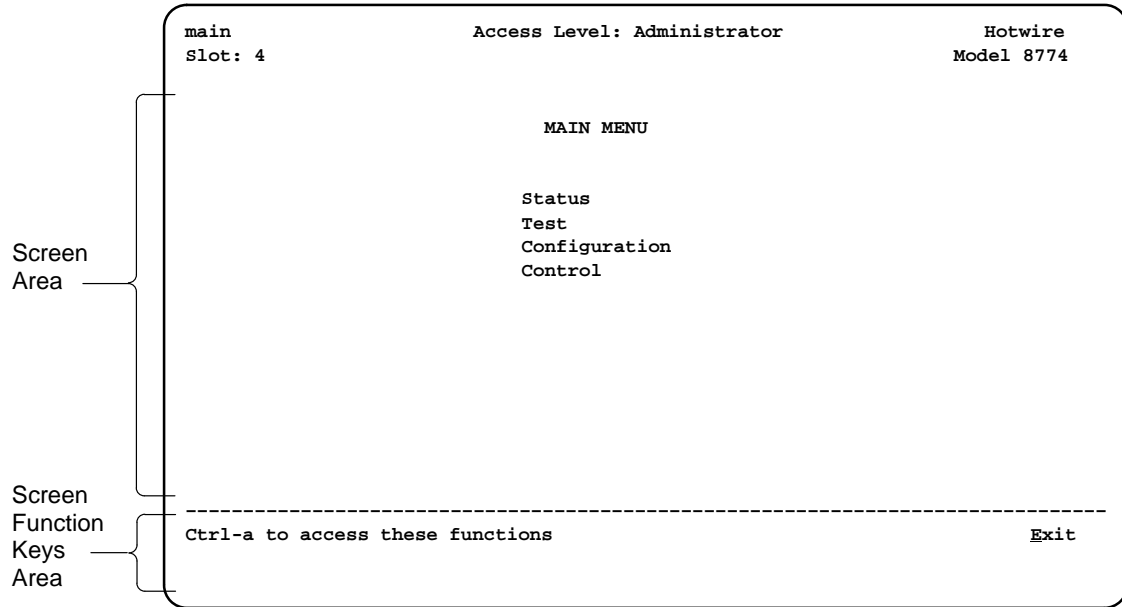 main Access Level: Administrator Hotwire
Slot: 4 Model 8774
MAIN MENU
Status
Test
Configuration
Control
Screen
Area
--------------------------------------------------------------------------------
Ctrl-a to access these functions Exit
Screen
Function
Keys
Area